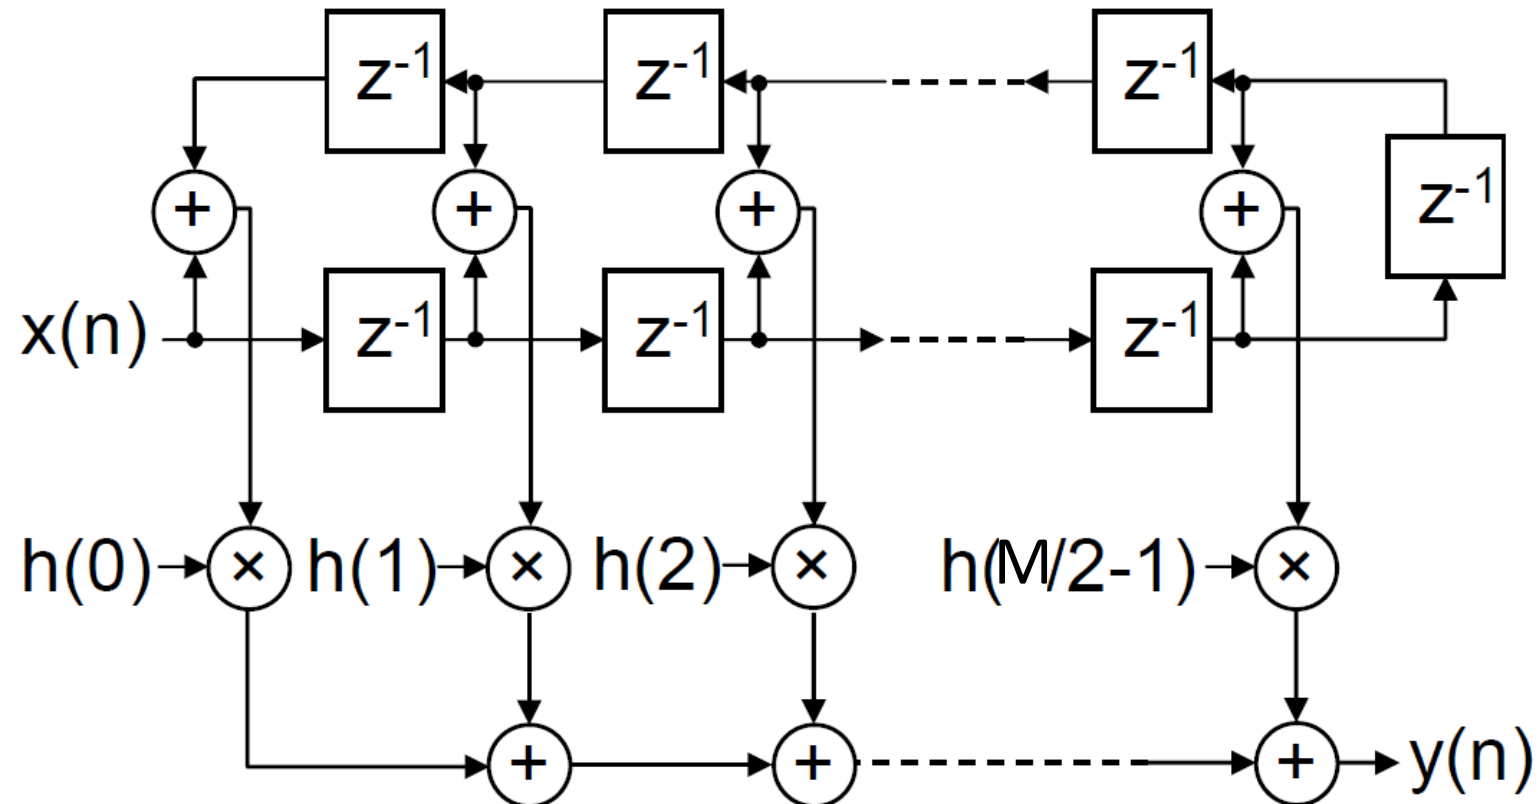 z-1 z-1 z-1
z-1
+ + + +
x(n) z-1 z-1 z-1
h(0) × h(1) × h(2) × h(M/2-1) ×
+ + + y(n)